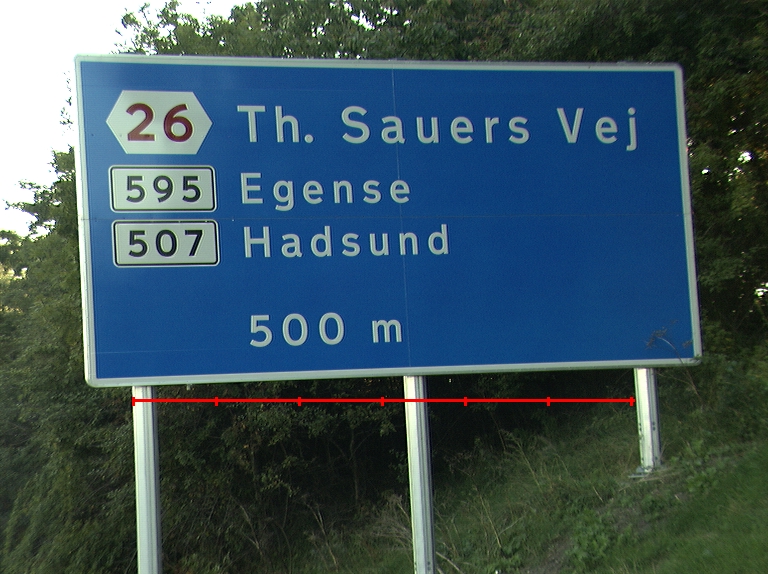 26 Th. Sauers Vej
595 Egense
507 Hadsund
500 m